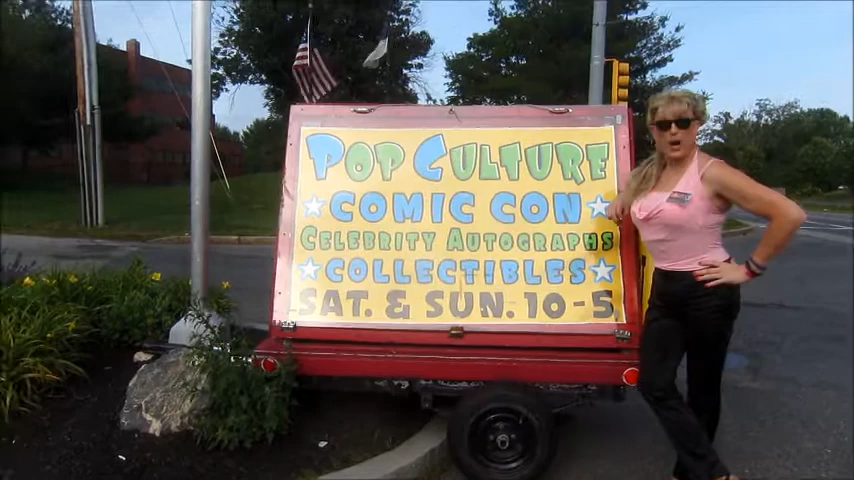 POP CULTURE
☆COMIC CON☆
CELEBRITY AUTOGRAPHS
☆COLLECTIBLES☆
SAT. & SUN. 10-5